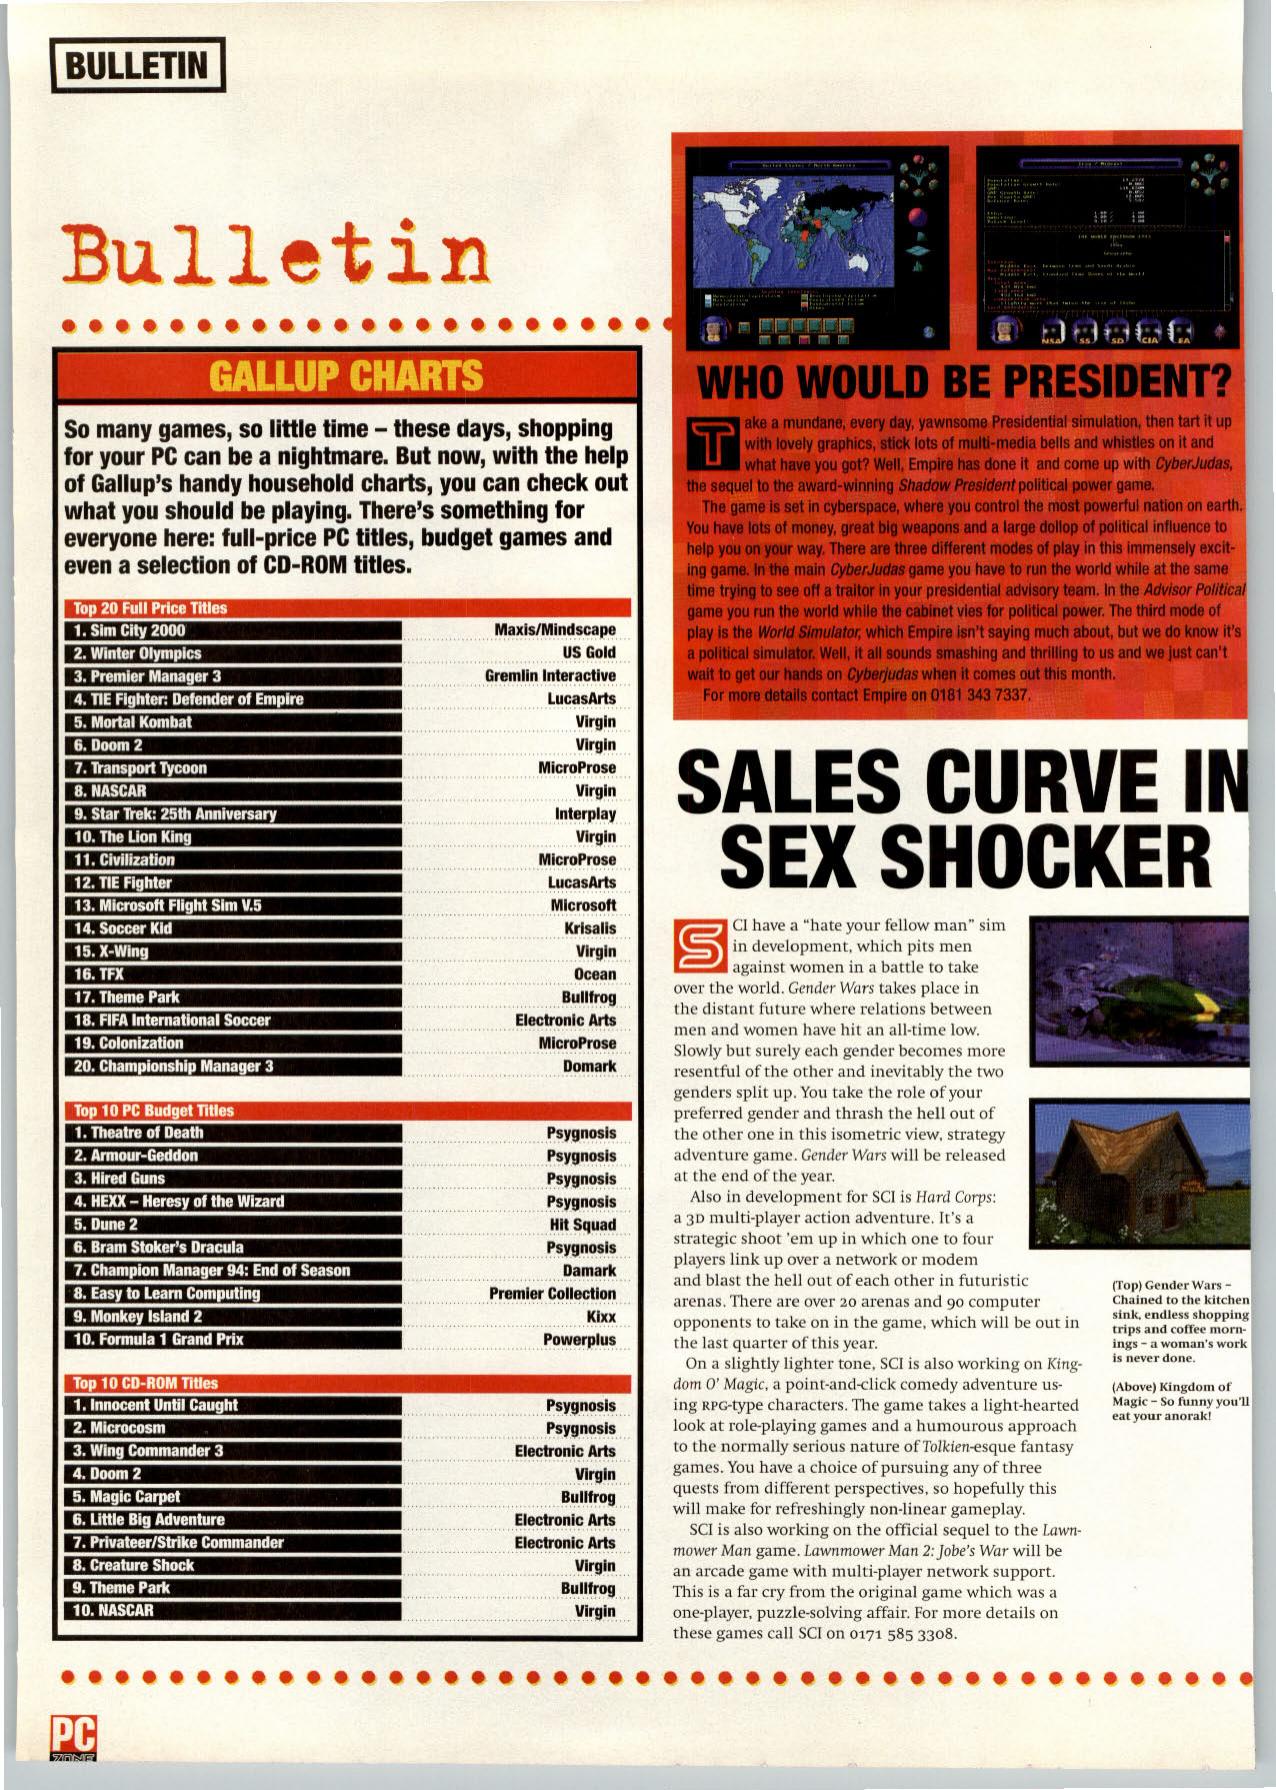 BULLETIN
Bulletin
GALLUP CHARTS
So many games, so little time – these days, shopping
for your PC can be a nightmare. But now, with the help
of Gallup's handy household charts, you can check out
what you should be playing. There's something for
everyone here: full-price PC titles, budget games and
even a selection of CD-ROM titles.
Top 20 Full Price Titles
1. Sim City 2000 Maxis/Mindscape
2. Winter Olympics US Gold
3. Premier Manager 3 Gremlin Interactive
4. TIE Fighter: Defender of Empire LucasArts
5. Mortal Kombat Virgin
6. Doom 2 Virgin
7. Transport Tycoon MicroProse
8. NASCAR Virgin
9. Star Trek: 25th Anniversary Interplay
10. The Lion King Virgin
11. Civilization MicroProse
12. TIE Fighter LucasArts
13. Microsoft Flight Sim V.5 Microsoft
14. Soccer Kid Krisalis
15. X-Wing Virgin
16. TFX Ocean
17. Theme Park Bullfrog
18. FIFA International Soccer Electronic Arts
19. Colonization MicroProse
20. Championship Manager 3 Domark
Top 10 PC Budget Titles
1. Theatre of Death Psygnosis
2. Armour-Geddon Psygnosis
3. Hired Guns Psygnosis
4. HEXX – Heresy of the Wizard Psygnosis
5. Dune 2 Hit Squad
6. Bram Stoker's Dracula Psygnosis
7. Champion Manager 94: End of Season Damark
8. Easy to Learn Computing Premier Collection
9. Monkey Island 2 Kixx
10. Formula 1 Grand Prix Powerplus
Top 10 CD-ROM Titles
1. Innocent Until Caught Psygnosis
2. Microcosm Psygnosis
3. Wing Commander 3 Electronic Arts
4. Doom 2 Virgin
5. Magic Carpet Bullfrog
6. Little Big Adventure Electronic Arts
7. Privateer/Strike Commander Electronic Arts
8. Creature Shock Virgin
9. Theme Park Bullfrog
10. NASCAR Virgin
United States / North America
Iraq / Mideast
NSA SS SD CIA EA
WHO WOULD BE PRESIDENT?
Take a mundane, every day, yawnsome Presidential simulation, then tart it up
with lovely graphics, stick lots of multi-media bells and whistles on it and
what have you got? Well, Empire has done it and come up with CyberJudas,
the sequel to the award-winning Shadow President political power game.
The game is set in cyberspace, where you control the most powerful nation on earth.
You have lots of money, great big weapons and a large dollop of political influence to
help you on your way. There are three different modes of play in this immensely excit-
ing game. In the main CyberJudas game you have to run the world while at the same
time trying to see off a traitor in your presidential advisory team. In the Advisor Political
game you run the world while the cabinet vies for political power. The third mode of
play is the World Simulator, which Empire isn't saying much about, but we do know it's
a political simulator. Well, it all sounds smashing and thrilling to us and we just can't
wait to get our hands on Cyberjudas when it comes out this month.
For more details contact Empire on 0181 343 7337.
SALES CURVE IN
SEX SHOCKER
SCI have a "hate your fellow man" sim
in development, which pits men
against women in a battle to take
over the world. Gender Wars takes place in
the distant future where relations between
men and women have hit an all-time low.
Slowly but surely each gender becomes more
resentful of the other and inevitably the two
genders split up. You take the role of your
preferred gender and thrash the hell out of
the other one in this isometric view, strategy
adventure game. Gender Wars will be released
at the end of the year.
Also in development for SCI is Hard Corps:
a 3D multi-player action adventure. It's a
strategic shoot 'em up in which one to four
players link up over a network or modem
and blast the hell out of each other in futuristic
arenas. There are over 20 arenas and 90 computer
opponents to take on in the game, which will be out in
the last quarter of this year.
On a slightly lighter tone, SCI is also working on King-
dom O' Magic, a point-and-click comedy adventure us-
ing RPG-type characters. The game takes a light-hearted
look at role-playing games and a humourous approach
to the normally serious nature of Tolkien-esque fantasy
games. You have a choice of pursuing any of three
quests from different perspectives, so hopefully this
will make for refreshingly non-linear gameplay.
SCI is also working on the official sequel to the Lawn-
mower Man game. Lawnmower Man 2: Jobe's War will be
an arcade game with multi-player network support.
This is a far cry from the original game which was a
one-player, puzzle-solving affair. For more details on
these games call SCI on 0171 585 3308.
(Top) Gender Wars –
Chained to the kitchen
sink, endless shopping
trips and coffee morn-
ings – a woman's work
is never done.
(Above) Kingdom of
Magic – So funny you'll
eat your anorak!
PC
ZONE